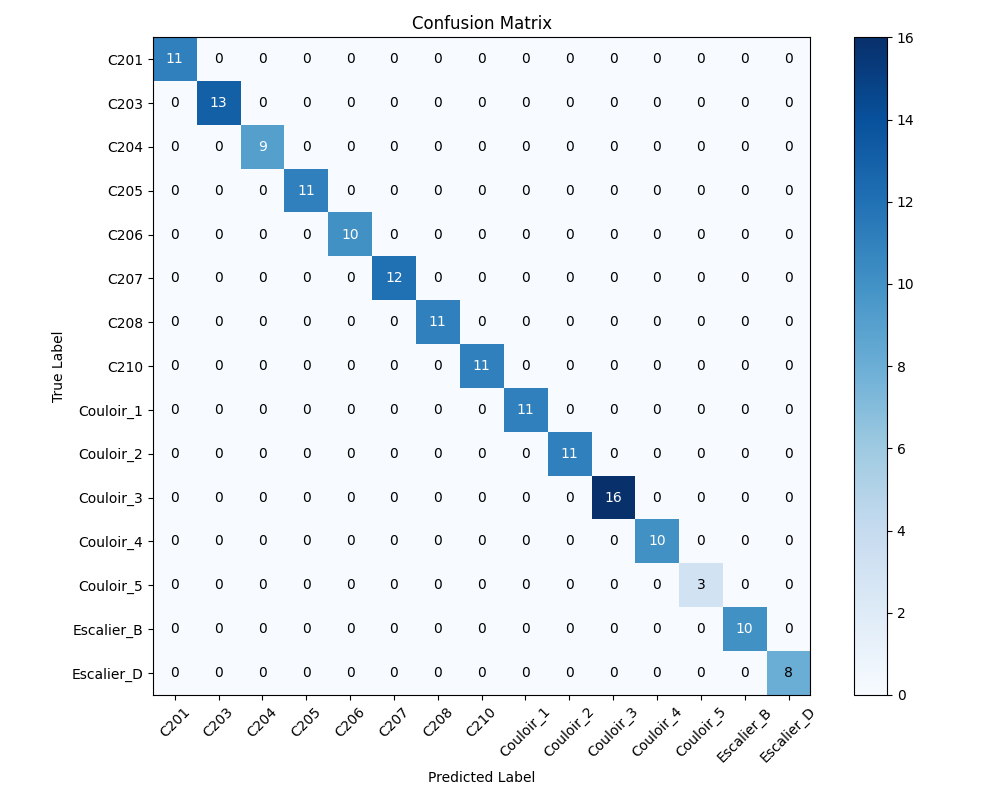 Confusion Matrix
True Label
C201 11 0 0 0 0 0 0 0 0 0 0 0 0 0 0
C203 0 13 0 0 0 0 0 0 0 0 0 0 0 0 0
C204 0 0 9 0 0 0 0 0 0 0 0 0 0 0 0
C205 0 0 0 11 0 0 0 0 0 0 0 0 0 0 0
C206 0 0 0 0 10 0 0 0 0 0 0 0 0 0 0
C207 0 0 0 0 0 12 0 0 0 0 0 0 0 0 0
C208 0 0 0 0 0 0 11 0 0 0 0 0 0 0 0
C210 0 0 0 0 0 0 0 11 0 0 0 0 0 0 0
Couloir_1 0 0 0 0 0 0 0 0 11 0 0 0 0 0 0
Couloir_2 0 0 0 0 0 0 0 0 0 11 0 0 0 0 0
Couloir_3 0 0 0 0 0 0 0 0 0 0 16 0 0 0 0
Couloir_4 0 0 0 0 0 0 0 0 0 0 0 10 0 0 0
Couloir_5 0 0 0 0 0 0 0 0 0 0 0 0 3 0 0
Escalier_B 0 0 0 0 0 0 0 0 0 0 0 0 0 10 0
Escalier_D 0 0 0 0 0 0 0 0 0 0 0 0 0 0 8
C201 C203 C204 C205 C206 C207 C208 C210 Couloir_1 Couloir_2 Couloir_3 Couloir_4 Couloir_5 Escalier_B Escalier_D
Predicted Label
16
14
12
10
8
6
4
2
0